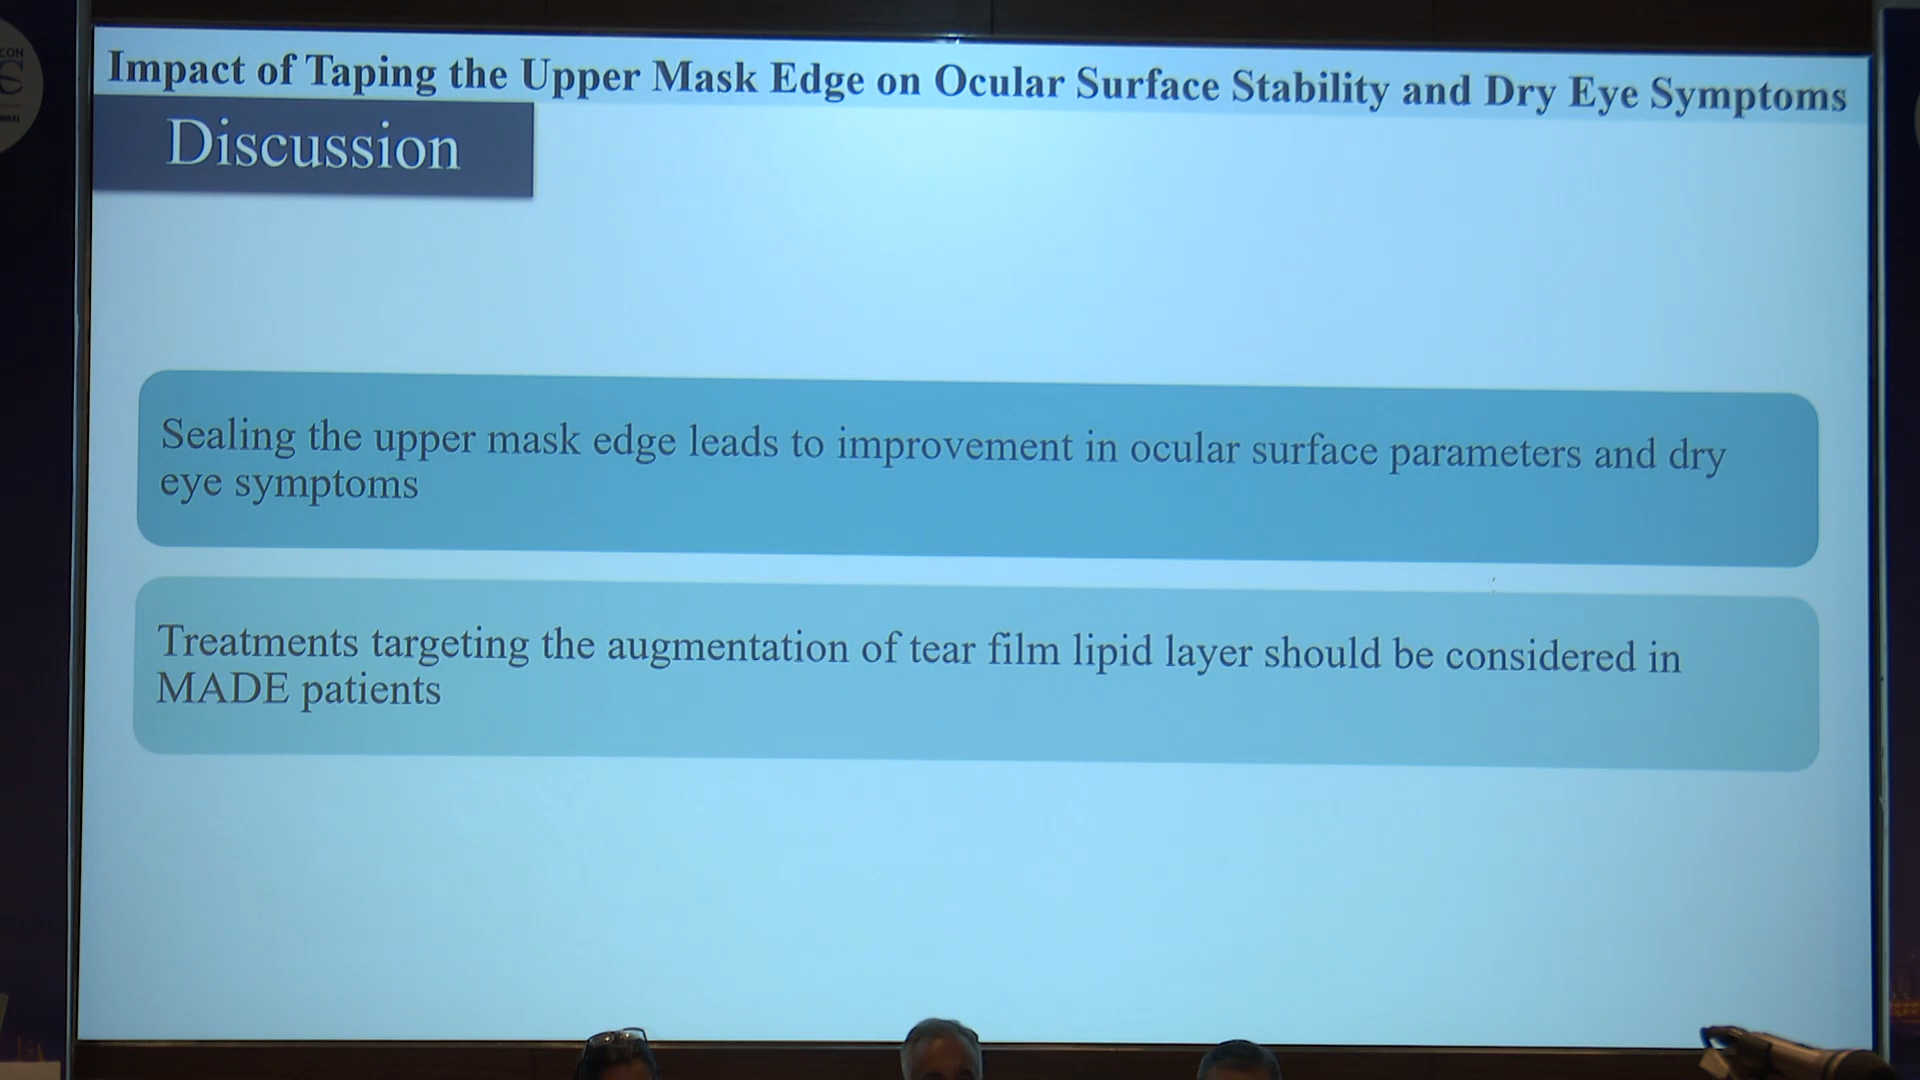 Impact of Taping the Upper Mask Edge on Ocular Surface Stability and Dry Eye Symptoms
Discussion
Sealing the upper mask edge leads to improvement in ocular surface parameters and dry
eye symptoms
Treatments targeting the augmentation of tear film lipid layer should be considered in
MADE patients
CON